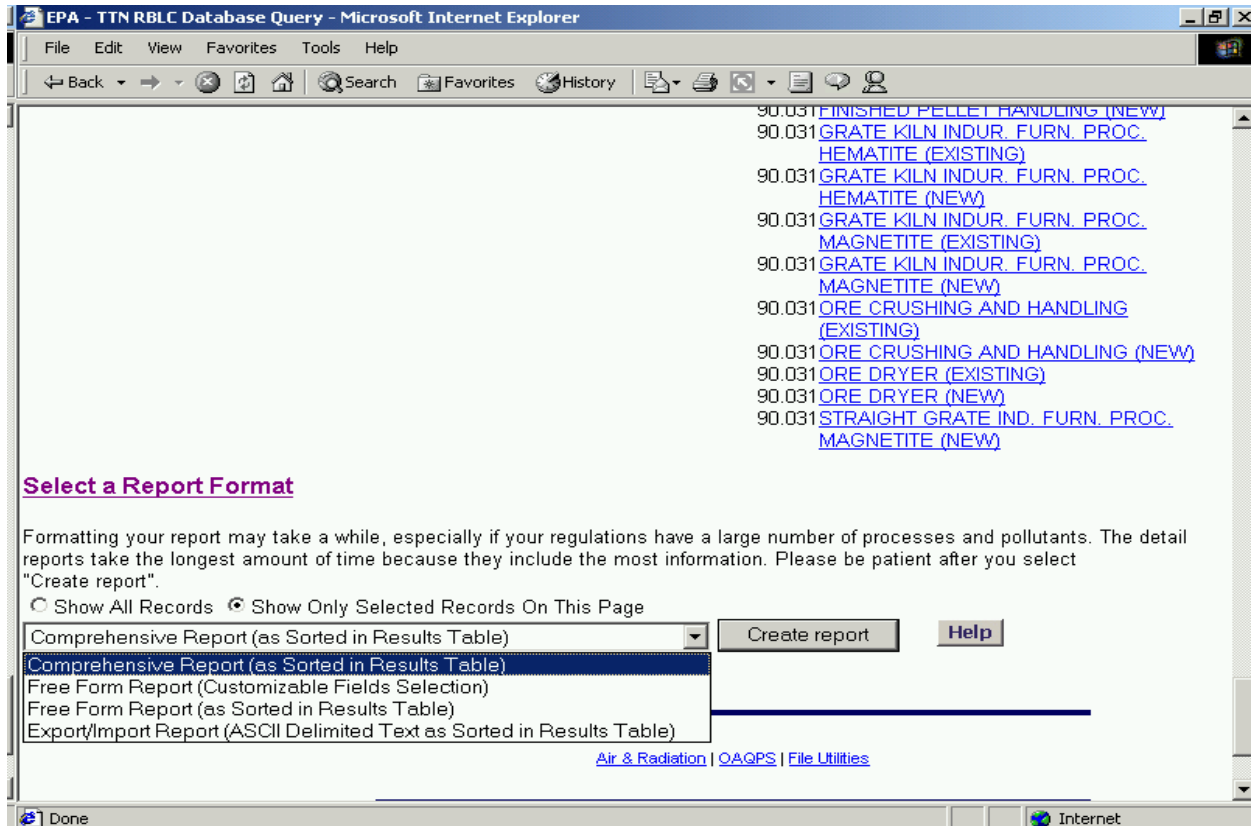 EPA - TTN RBLC Database Query - Microsoft Internet Explorer
File Edit View Favorites Tools Help
Back Search Favorites History
90.031 FINISHED PELLET HANDLING (NEW)
90.031 GRATE KILN INDUR. FURN. PROC.
HEMATITE (EXISTING)
90.031 GRATE KILN INDUR. FURN. PROC.
HEMATITE (NEW)
90.031 GRATE KILN INDUR. FURN. PROC.
MAGNETITE (EXISTING)
90.031 GRATE KILN INDUR. FURN. PROC.
MAGNETITE (NEW)
90.031 ORE CRUSHING AND HANDLING
(EXISTING)
90.031 ORE CRUSHING AND HANDLING (NEW)
90.031 ORE DRYER (EXISTING)
90.031 ORE DRYER (NEW)
90.031 STRAIGHT GRATE IND. FURN. PROC.
MAGNETITE (NEW)
Select a Report Format
Formatting your report may take a while, especially if your regulations have a large number of processes and pollutants. The detail
reports take the longest amount of time because they include the most information. Please be patient after you select
"Create report".
Show All Records Show Only Selected Records On This Page
Comprehensive Report (as Sorted in Results Table) Create report Help
Comprehensive Report (as Sorted in Results Table)
Free Form Report (Customizable Fields Selection)
Free Form Report (as Sorted in Results Table)
Export/Import Report (ASCII Delimited Text as Sorted in Results Table)
Air & Radiation | OAQPS | File Utilities
Done Internet